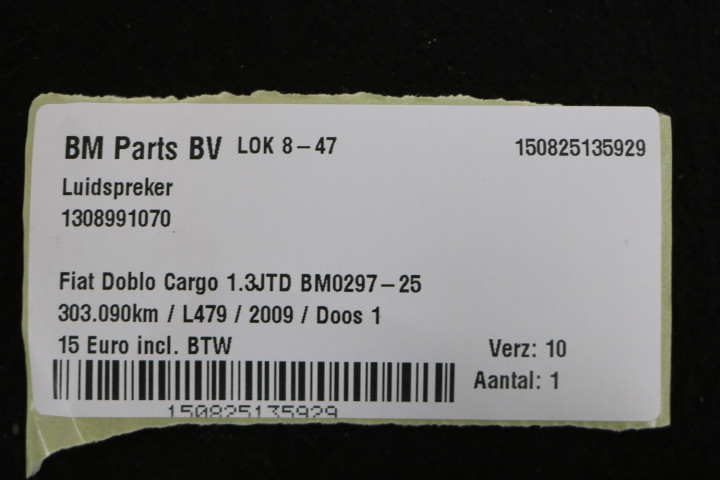 BM Parts BV LOK 8-47 150825135929
Luidspreker
1308991070
Fiat Doblo Cargo 1.3JTD BM0297-25
303.090km / L479 / 2009 / Doos 1
15 Euro incl. BTW Verz: 10
Aantal: 1
150825135929